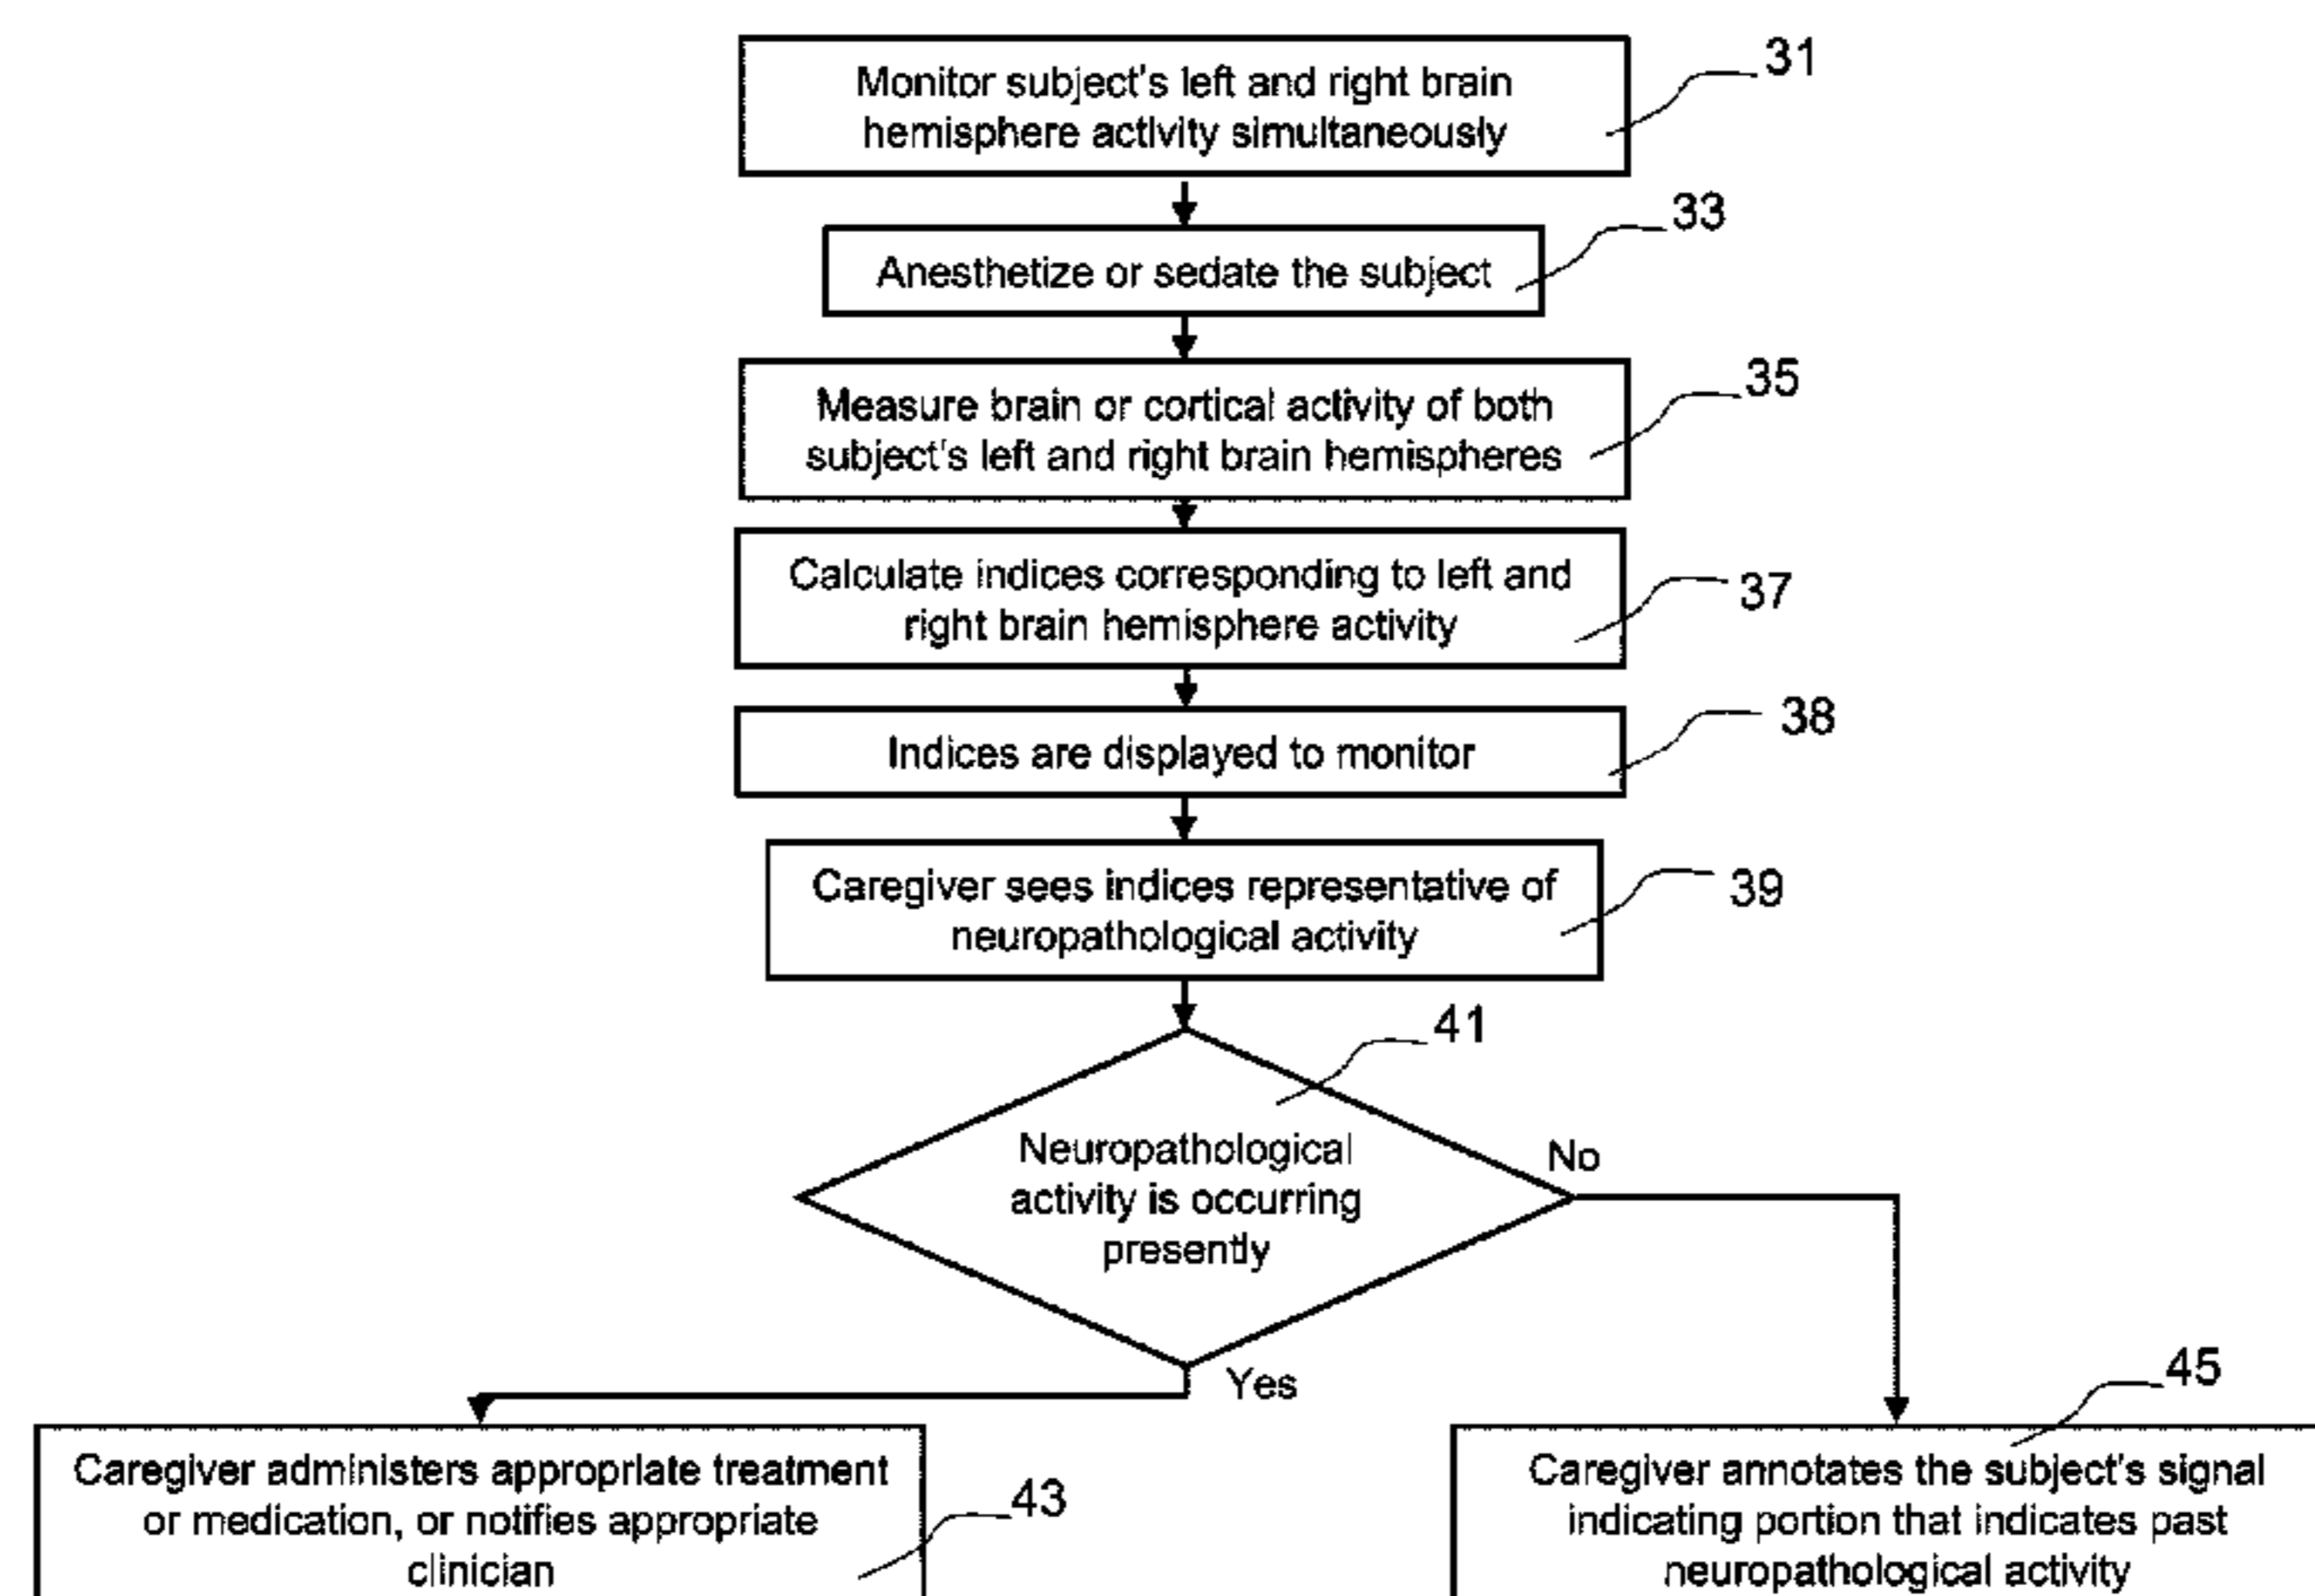 Monitor subject's left and right brain
hemisphere activity simultaneously
31
Anesthetize or sedate the subject
33
Measure brain or cortical activity of both
subject's left and right brain hemispheres
35
Calculate indices corresponding to left and
right brain hemisphere activity
37
Indices are displayed to monitor
38
Caregiver sees indices representative of
neuropathological activity
39
41
Neuropathological
activity is occurring
presently
No
Yes
Caregiver administers appropriate treatment
or medication, or notifies appropriate
clinician
43
45
Caregiver annotates the subject's signal
indicating portion that indicates past
neuropathological activity